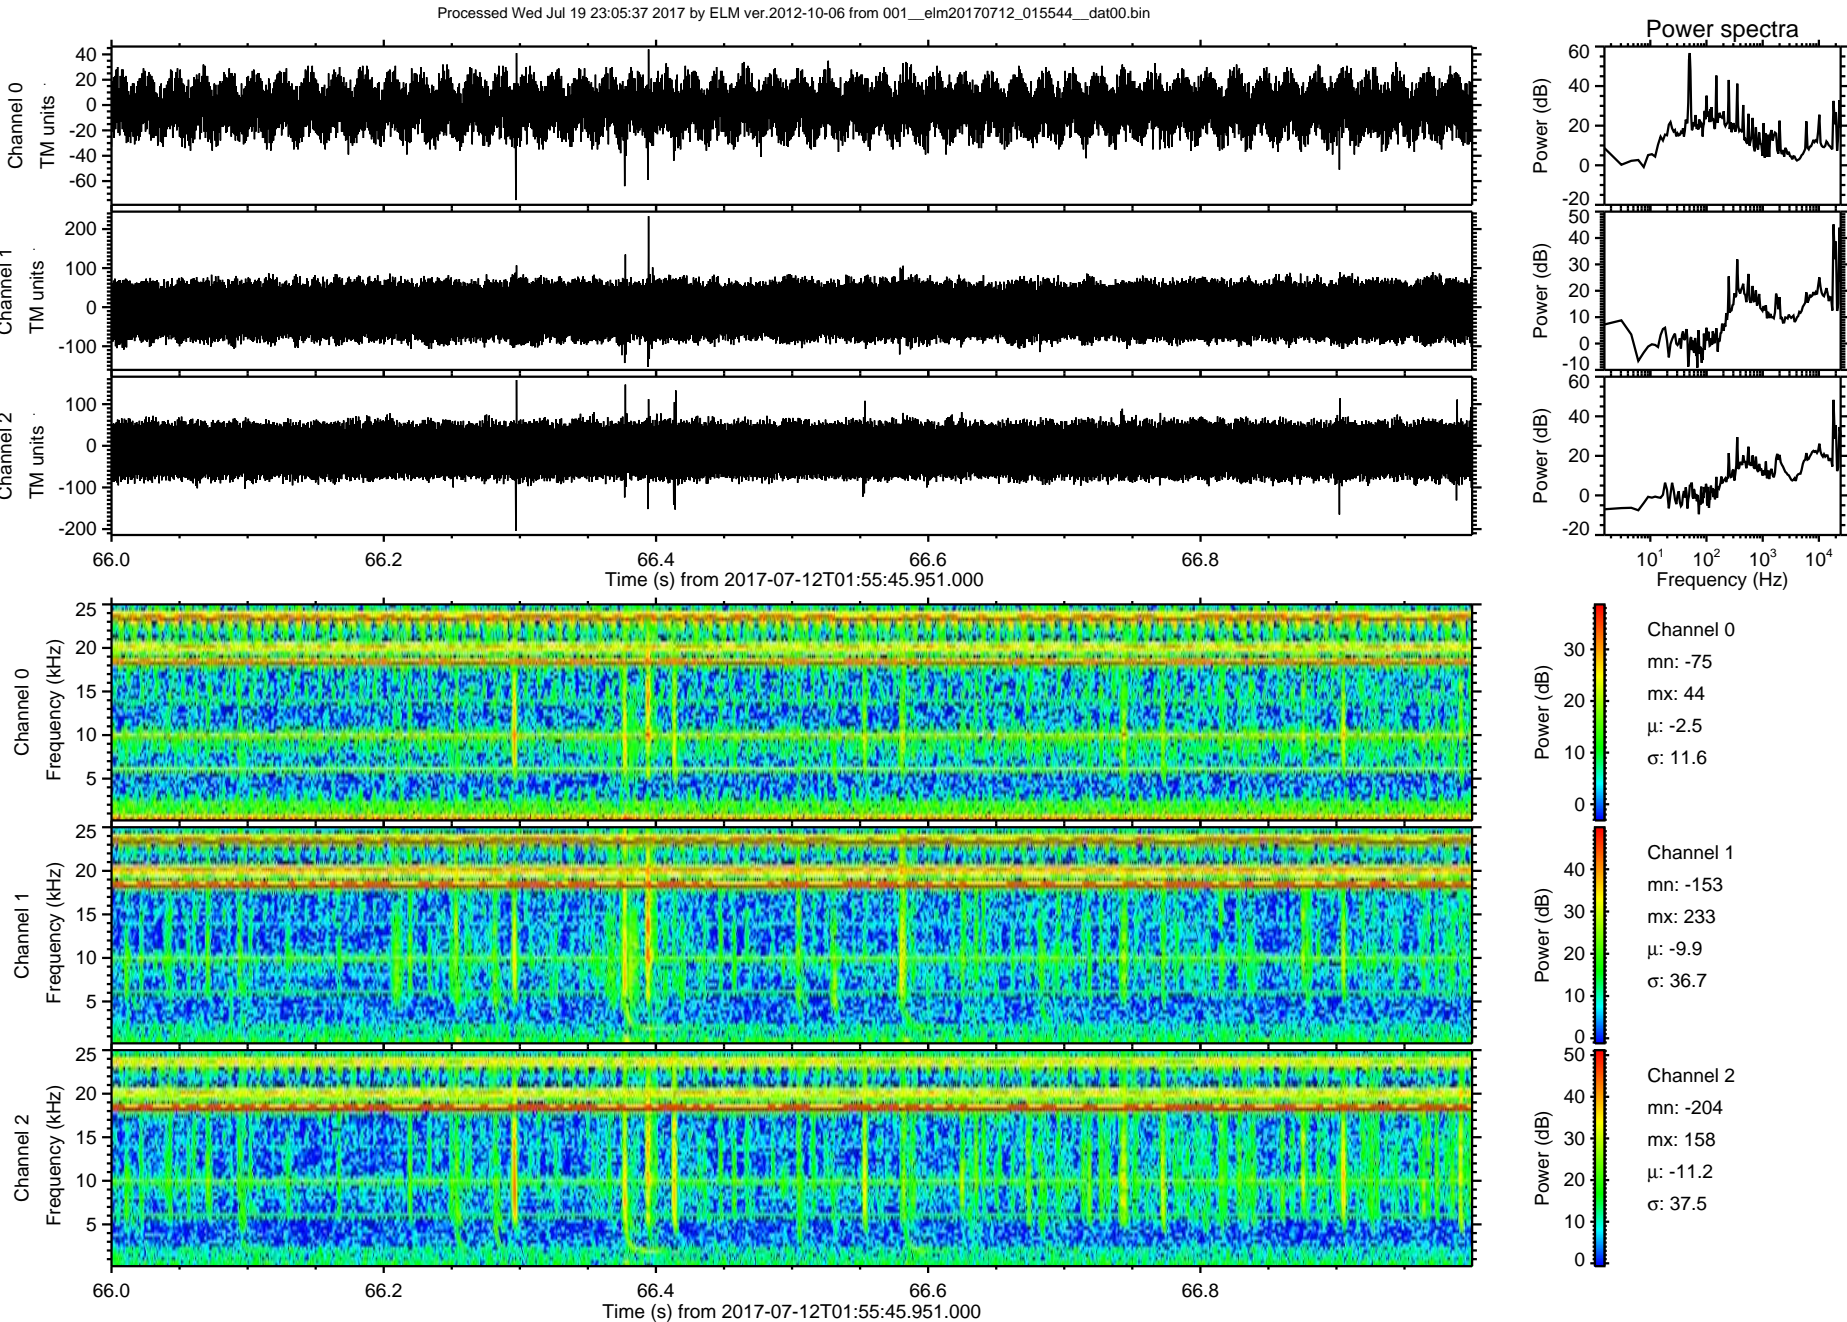 Processed Wed Jul 19 23:05:37 2017 by ELM ver.2012-10-06 from 001__elm20170712_015544__dat00.bin
Power spectra
Channel 0
TM units
40
20
0
-20
-40
-60
Power (dB)
60
40
20
0
-20
Channel 1
TM units
200
100
0
-100
Power (dB)
50
40
30
20
10
0
-10
Channel 2
TM units
100
0
-100
-200
Power (dB)
60
40
20
0
-20
66.0 66.2 66.4 66.6 66.8
Time (s) from 2017-07-12T01:55:45.951.000
10¹ 10² 10³ 10⁴
Frequency (Hz)
Channel 0
Frequency (kHz)
25
20
15
10
5
Power (dB)
30
20
10
0
Channel 0
mn: -75
mx: 44
μ: -2.5
σ: 11.6
Channel 1
Frequency (kHz)
25
20
15
10
5
Power (dB)
40
30
20
10
0
Channel 1
mn: -153
mx: 233
μ: -9.9
σ: 36.7
Channel 2
Frequency (kHz)
25
20
15
10
5
Power (dB)
50
40
30
20
10
0
Channel 2
mn: -204
mx: 158
μ: -11.2
σ: 37.5
66.0 66.2 66.4 66.6 66.8
Time (s) from 2017-07-12T01:55:45.951.000